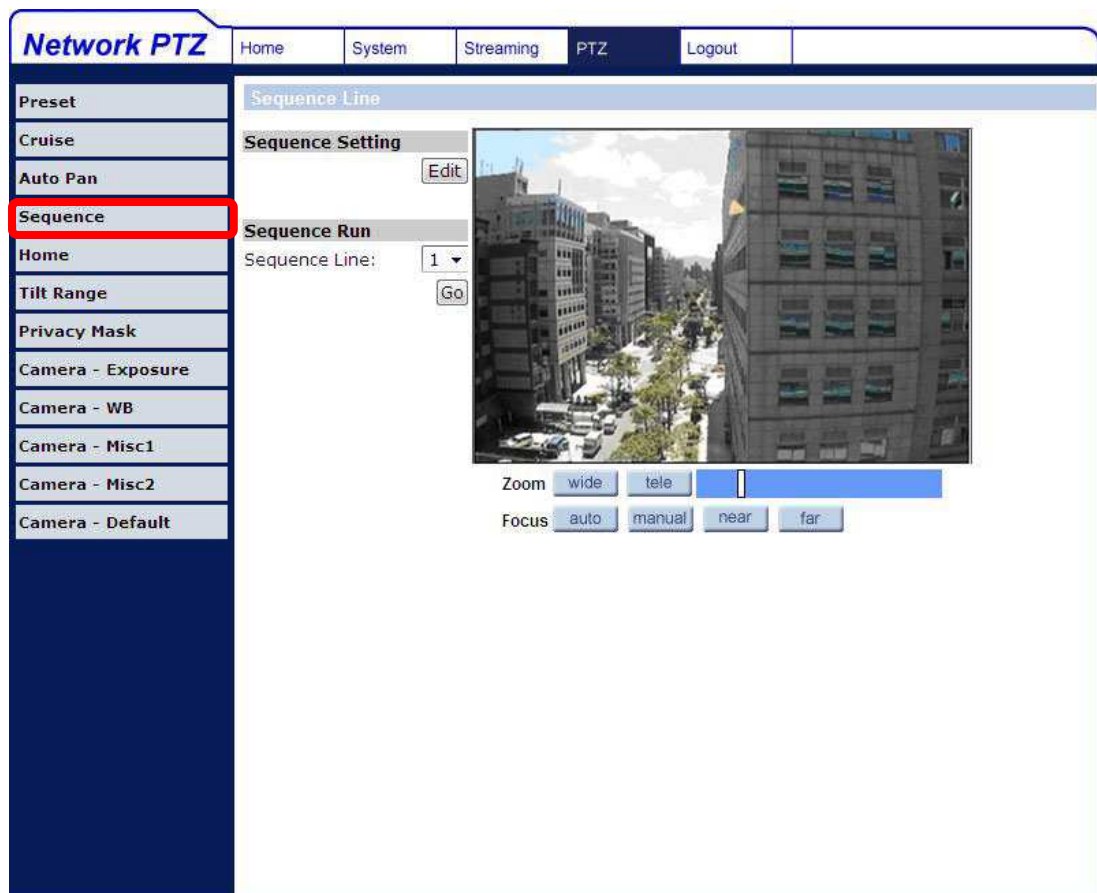 Network PTZ
Home System Streaming PTZ Logout
Preset
Cruise
Auto Pan
Sequence
Home
Tilt Range
Privacy Mask
Camera - Exposure
Camera - WB
Camera - Misc1
Camera - Misc2
Camera - Default
Sequence Line
Sequence Setting
Edit
Sequence Run
Sequence Line: 1
Go
Zoom wide tele
Focus auto manual near far